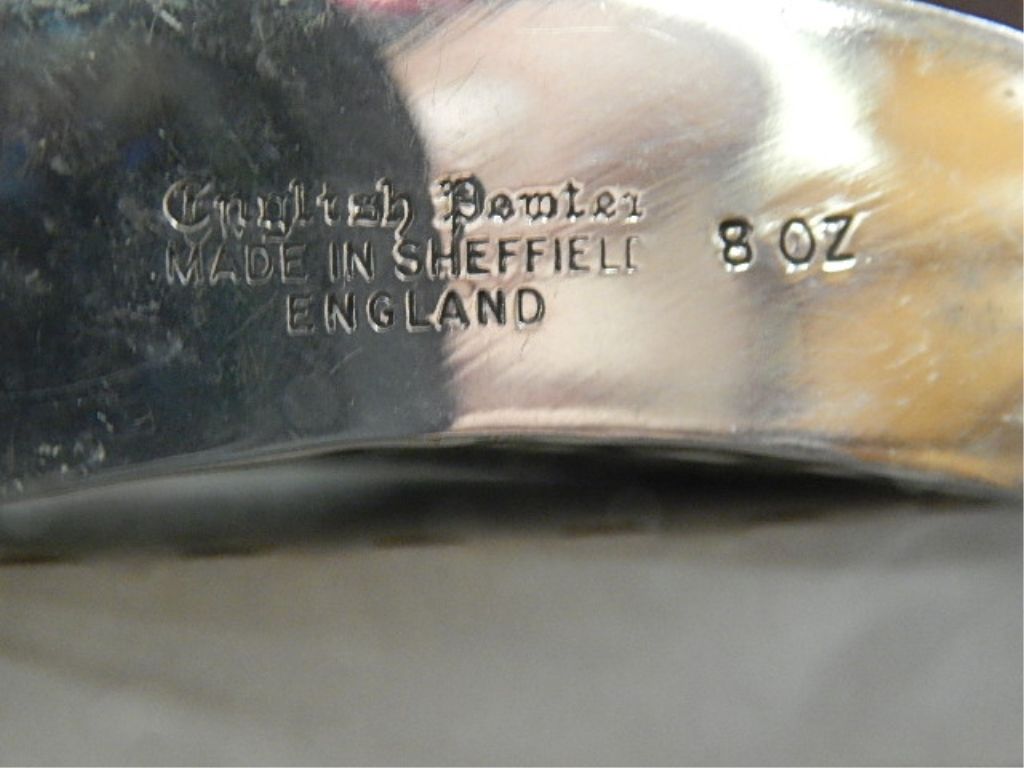 English Pewter
MADE IN SHEFFIELD
ENGLAND
8 OZ